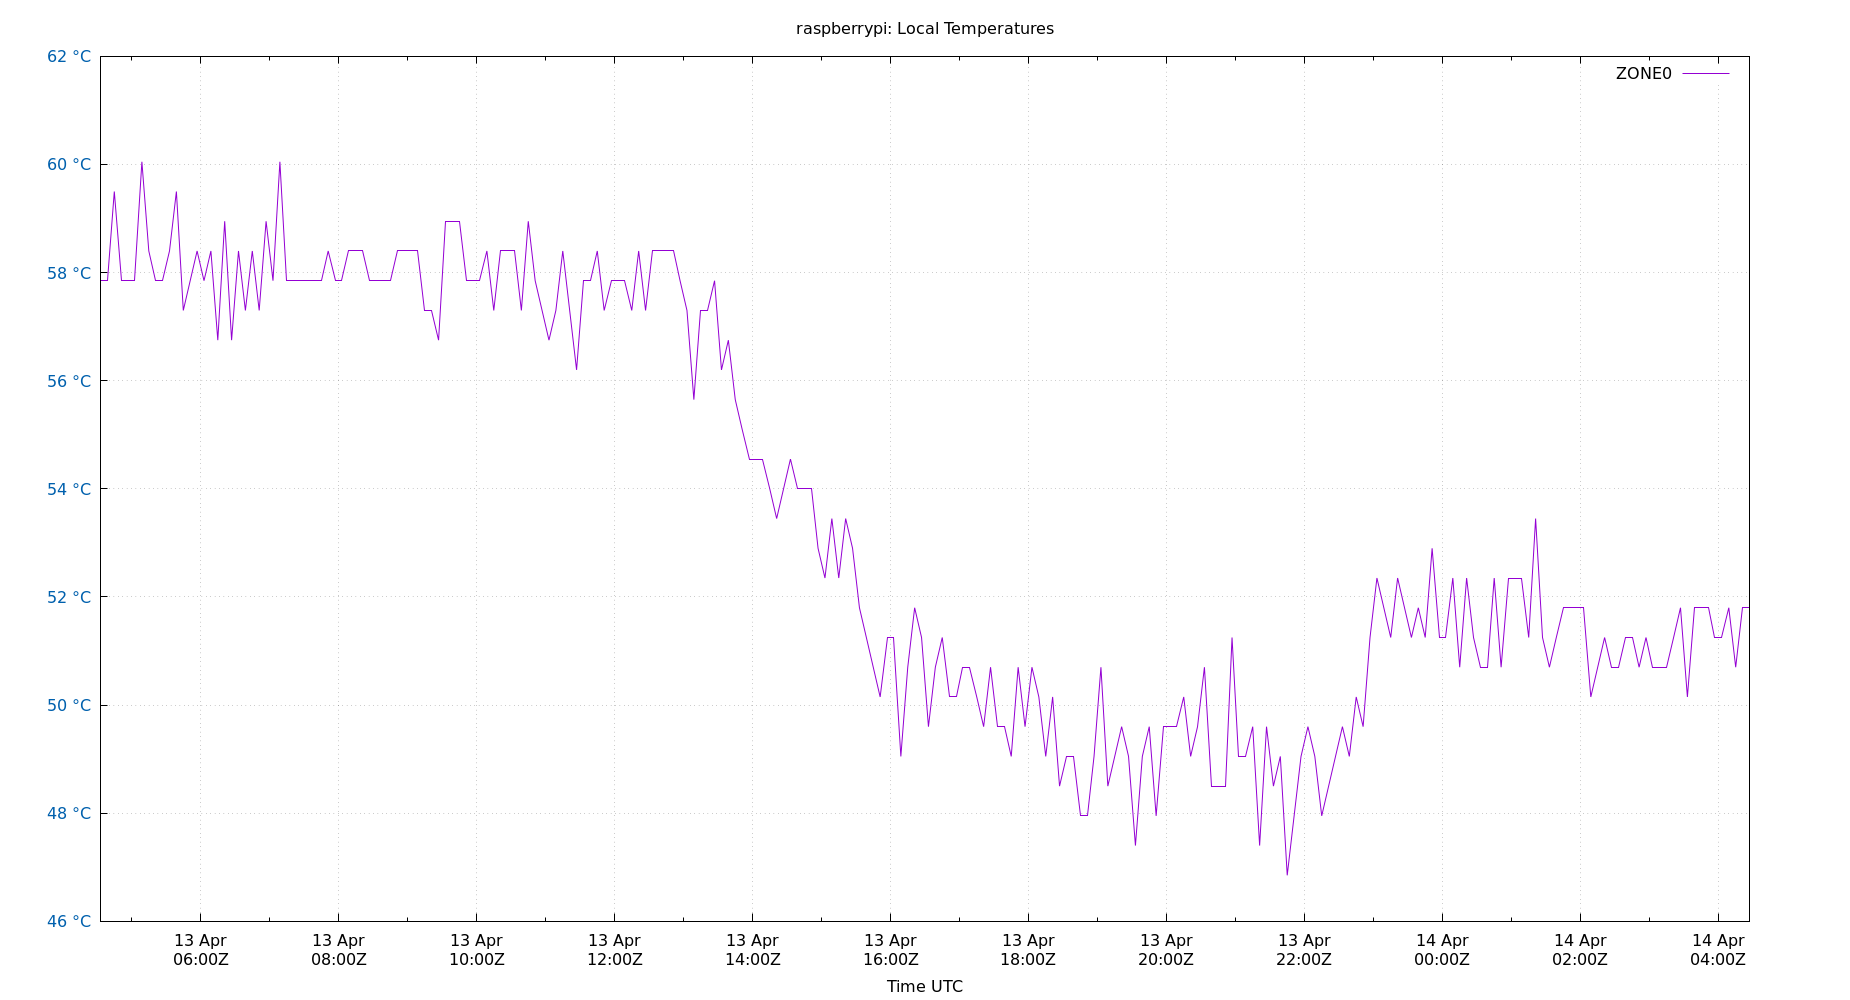 raspberrypi: Local Temperatures
62 °C
ZONE0
60 °C
58 °C
56 °C
54 °C
52 °C
50 °C
48 °C
46 °C
13 Apr 13 Apr 13 Apr 13 Apr 13 Apr 13 Apr 13 Apr 13 Apr 13 Apr 14 Apr 14 Apr 14 Apr
06:00Z 08:00Z 10:00Z 12:00Z 14:00Z 16:00Z 18:00Z 20:00Z 22:00Z 00:00Z 02:00Z 04:00Z
Time UTC